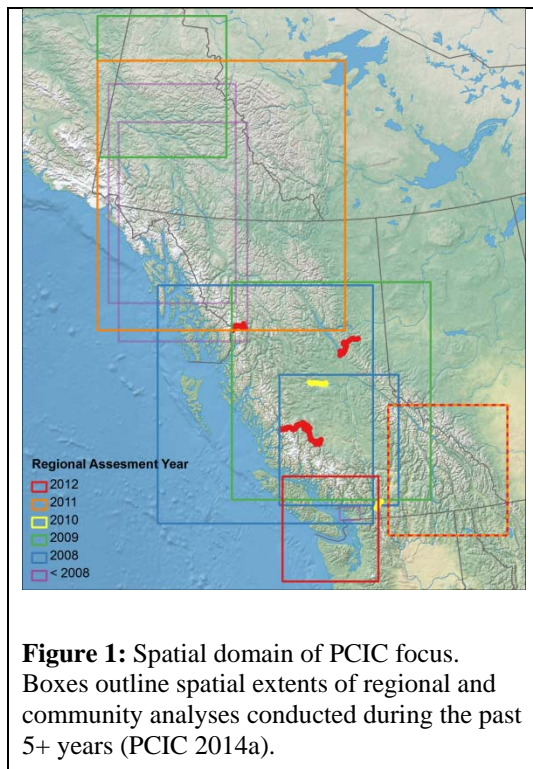 Regional Assesment Year
2012
2011
2010
2009
2008
< 2008
Figure 1: Spatial domain of PCIC focus.
Boxes outline spatial extents of regional and
community analyses conducted during the past
5+ years (PCIC 2014a).